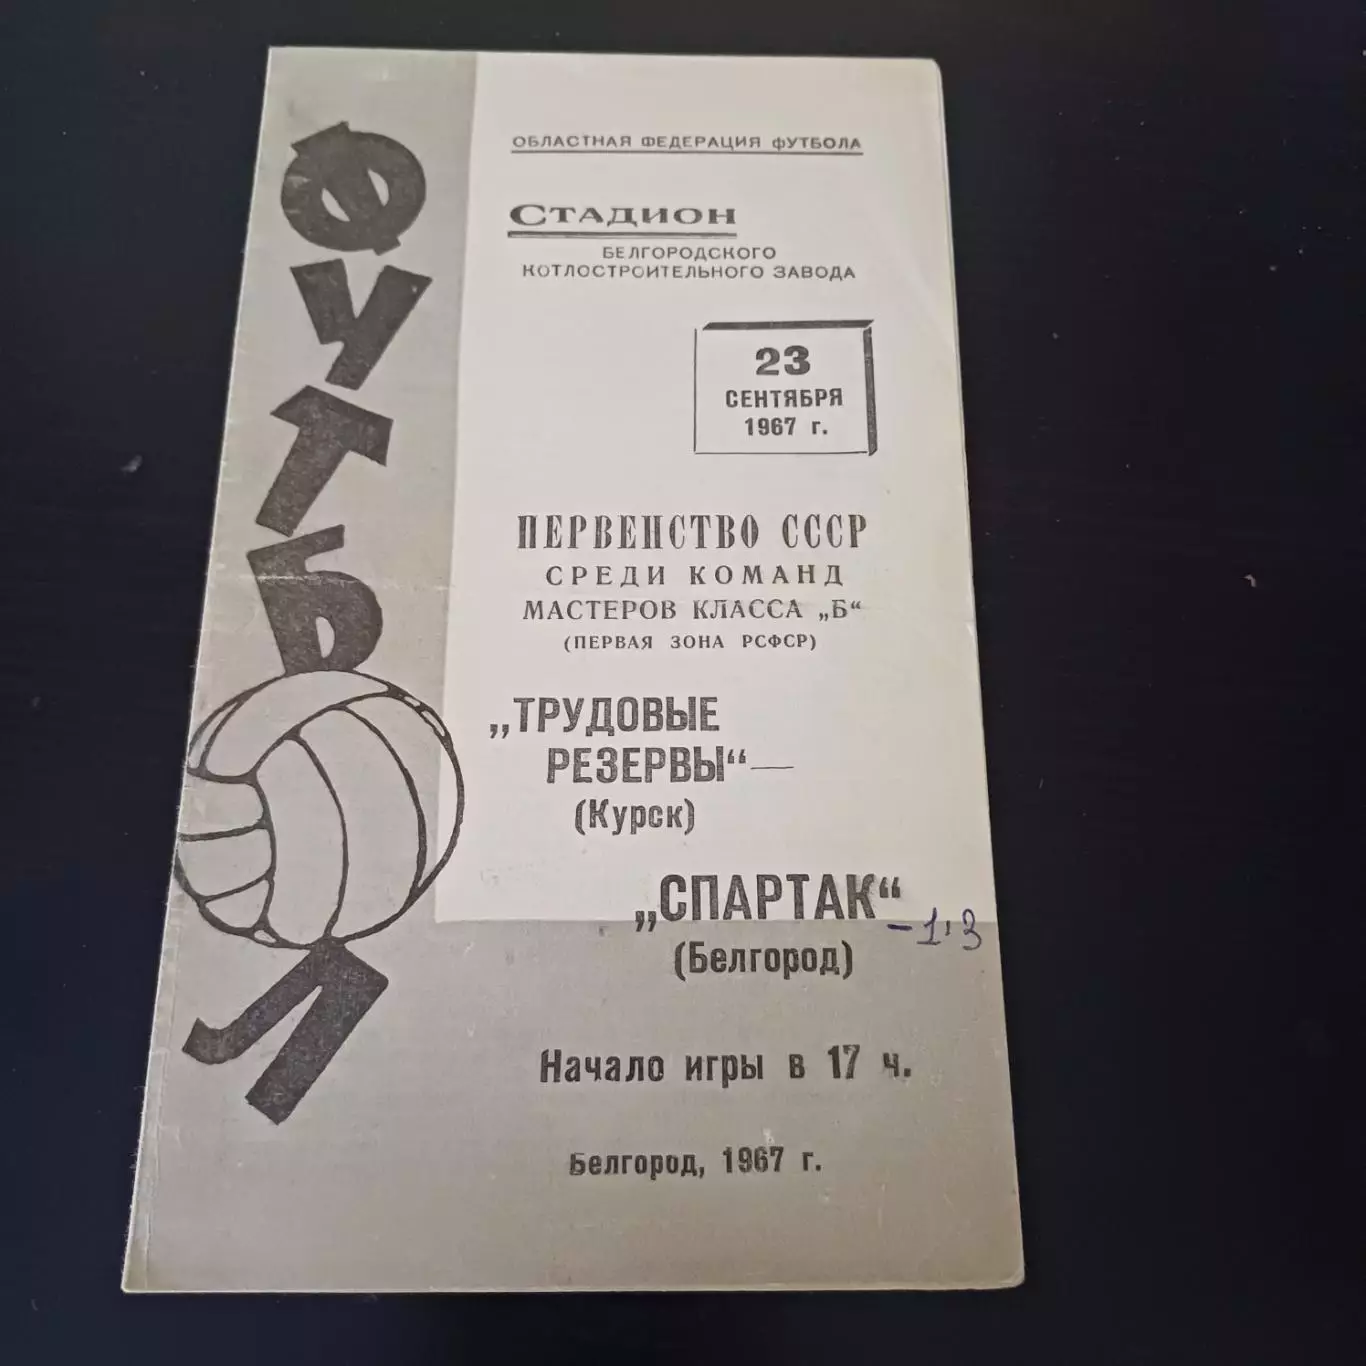 ФУТБОЛ
ОБЛАСТНАЯ ФЕДЕРАЦИЯ ФУТБОЛА
СТАДИОН
БЕЛГОРОДСКОГО
КОТЛОСТРОИТЕЛЬНОГО ЗАВОДА
23
СЕНТЯБРЯ
1967 г.
ПЕРВЕНСТВО СССР
СРЕДИ КОМАНД
МАСТЕРОВ КЛАССА „Б“
(ПЕРВАЯ ЗОНА РСФСР)
„ТРУДОВЫЕ
РЕЗЕРВЫ“ —
(Курск)
„СПАРТАК“
- 1:3
(Белгород)
Начало игры в 17 ч.
Белгород, 1967 г.